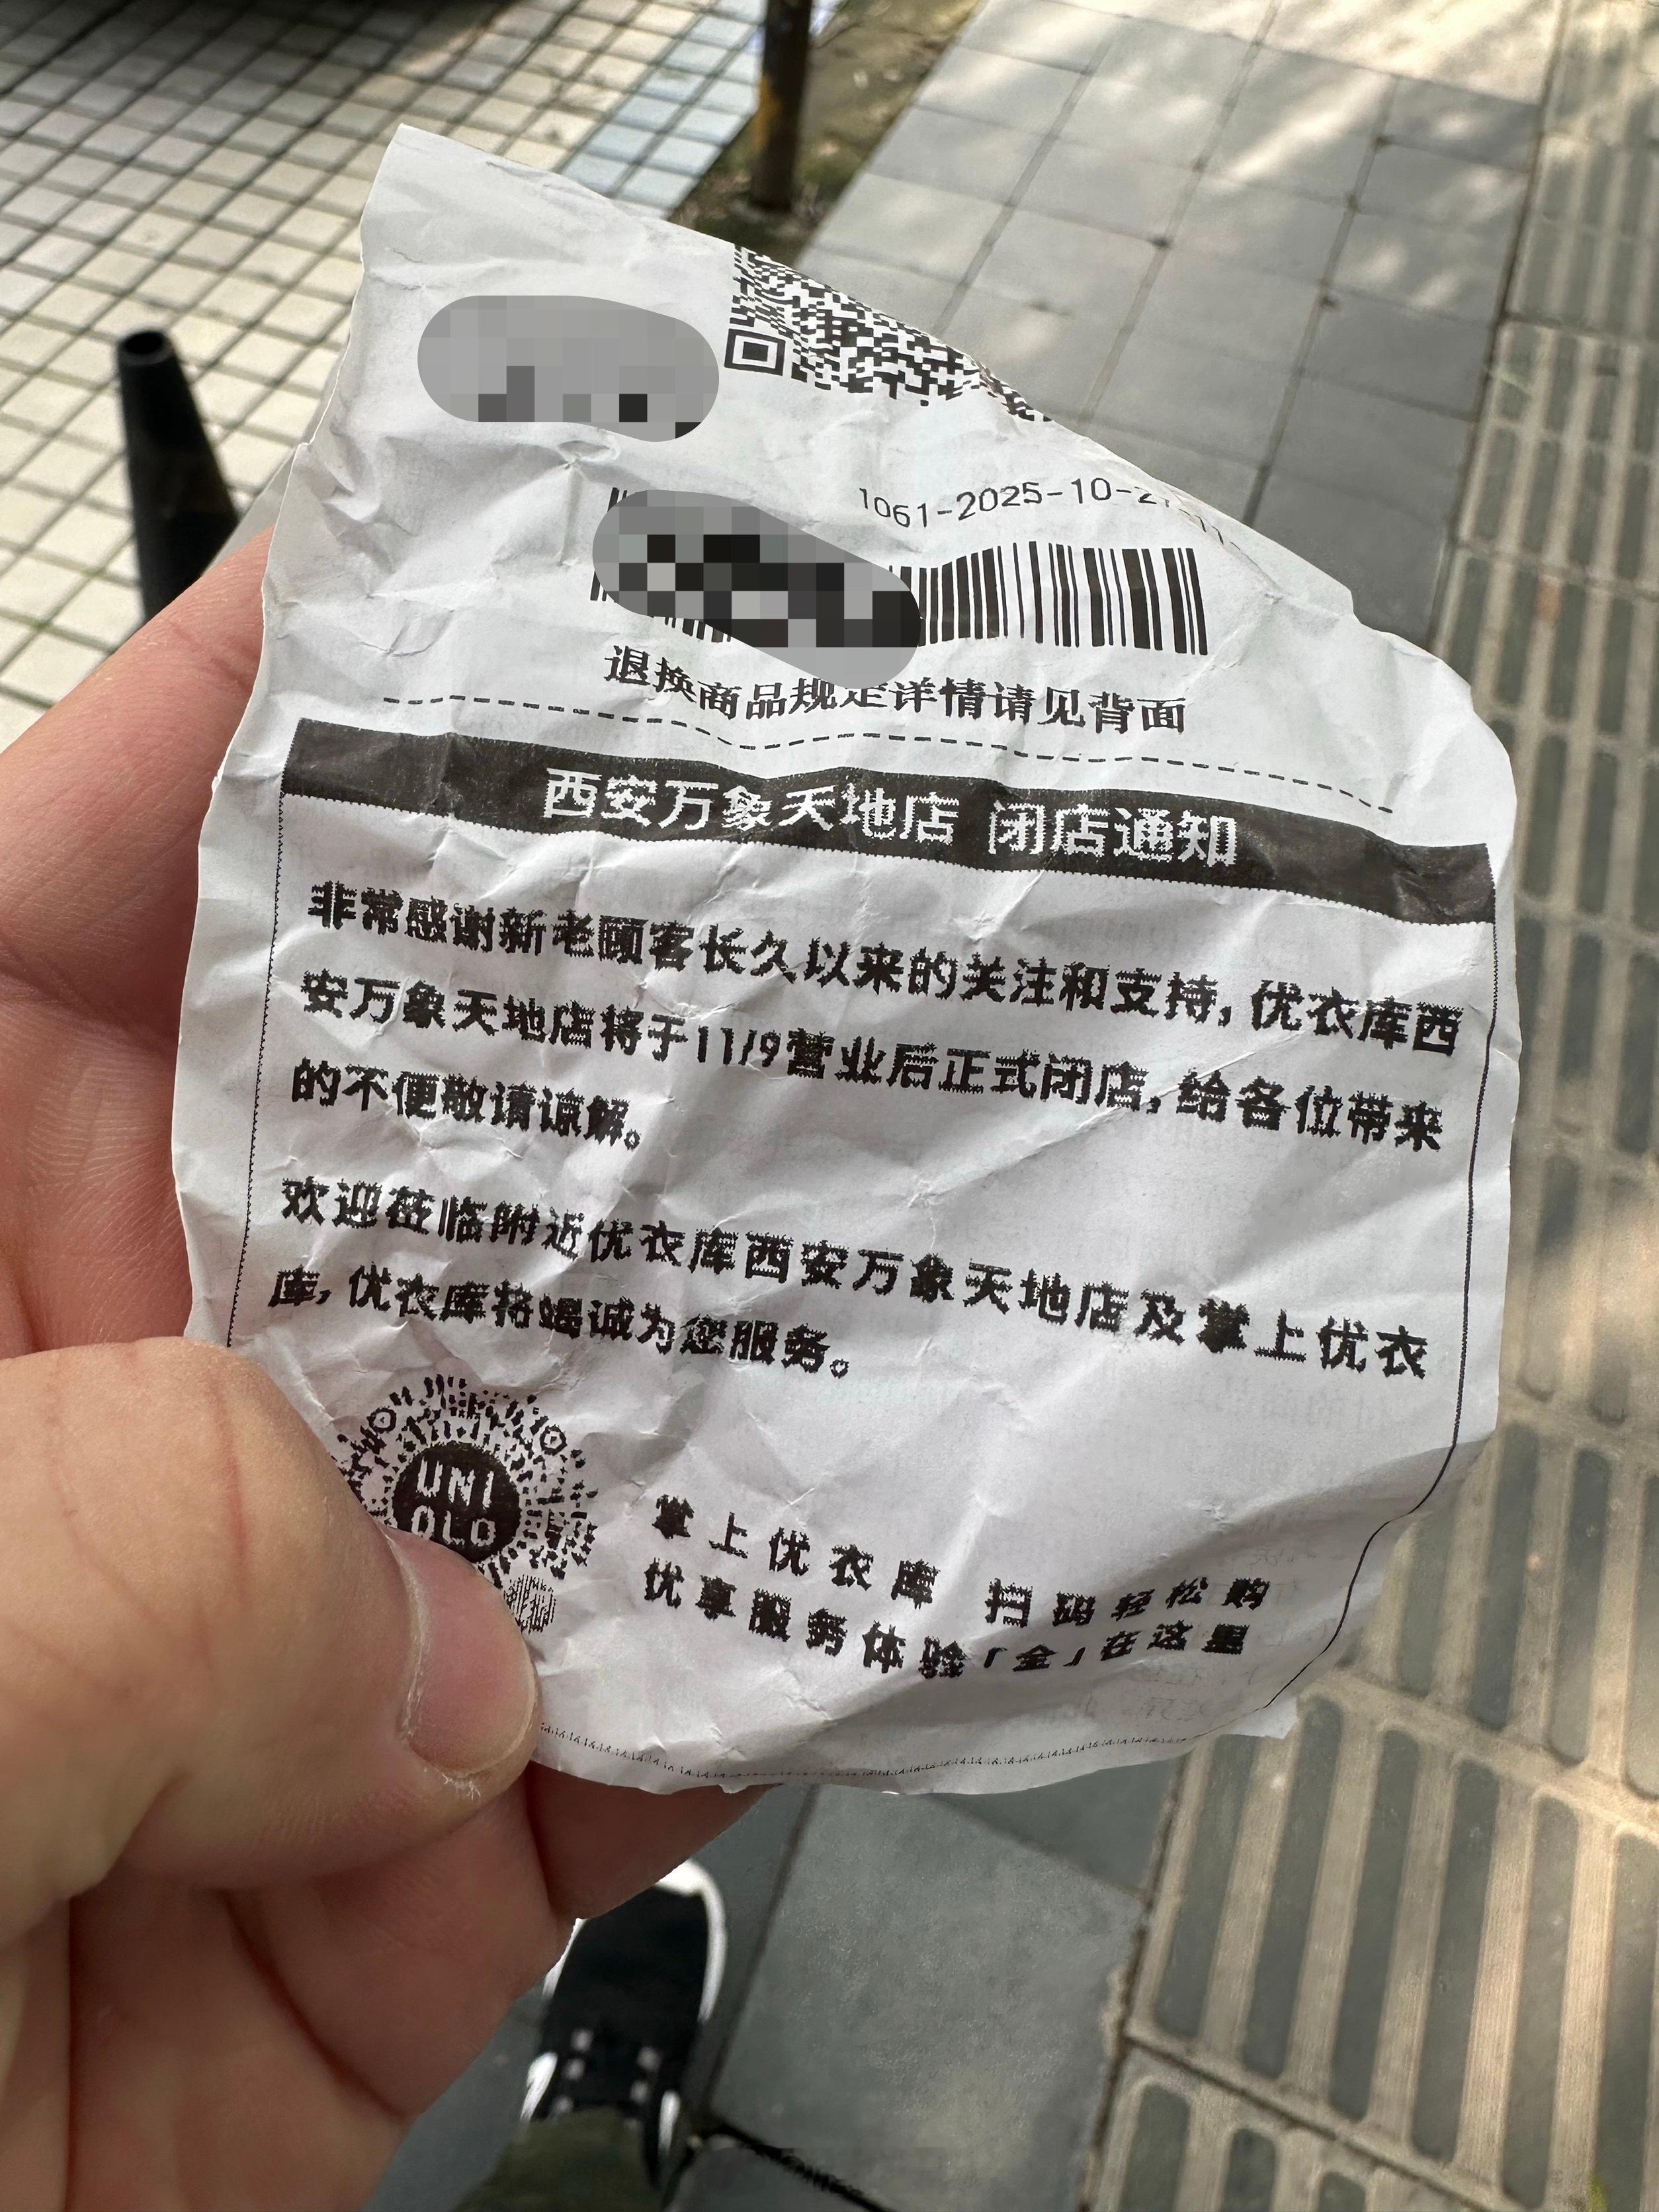 1061-2025-10-2
退换商品规定详情请见背面
西安万象天地店 闭店通知
非常感谢新老顾客长久以来的关注和支持，优衣库西
安万象天地店将于11/9营业后正式闭店，给各位带来
的不便敬请谅解。
欢迎莅临附近优衣库西安万象天地店及掌上优衣
库，优衣库将竭诚为您服务。
UNI
QLO
掌上优衣库 扫码轻松购
优享服务体验「全」在这里